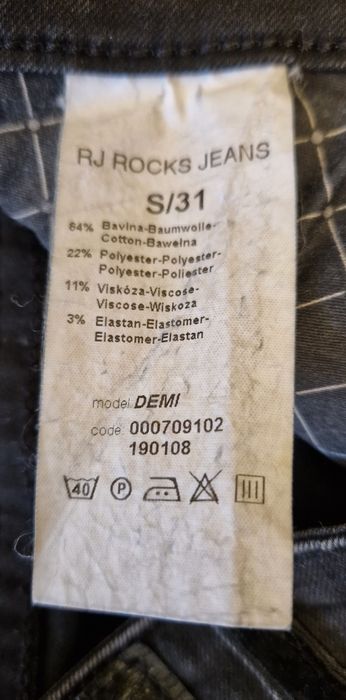 RJ ROCKS JEANS
S/31
64% Bavlna-Baumwolle-
Cotton-Bawełna
22% Polyester-Polyester-
Polyester-Poliester
11% Viskóza-Viscose-
Viscose-Wiskoza
3% Elastan-Elastomer-
Elastomer-Elastan
model: DEMI
code: 000709102
190108
40 P